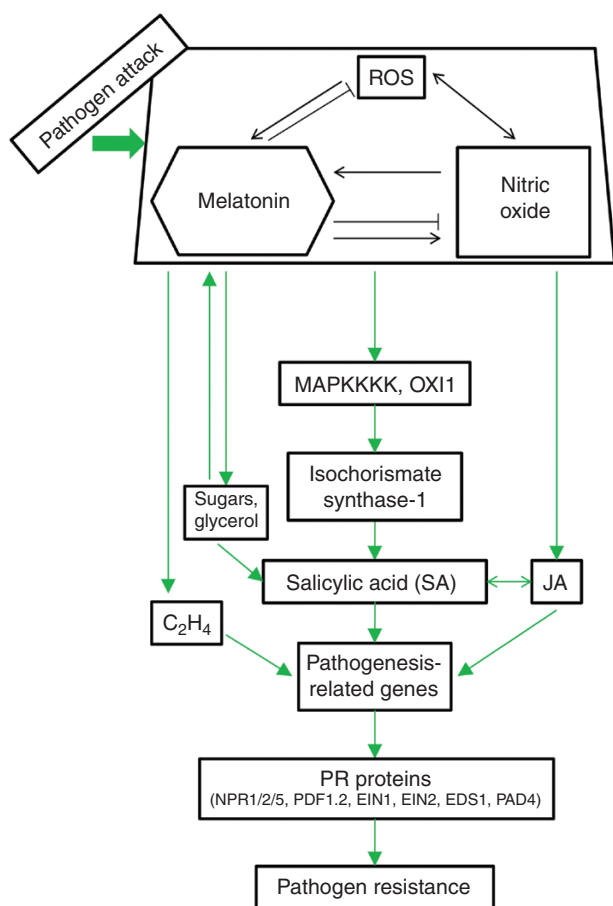 Pathogen attack
ROS
Melatonin
Nitric
oxide
MAPKKKK, OXI1
Isochorismate
synthase-1
Sugars,
glycerol
Salicylic acid (SA)
JA
C₂H₄
Pathogenesis-
related genes
PR proteins
(NPR1/2/5, PDF1.2, EIN1, EIN2, EDS1, PAD4)
Pathogen resistance